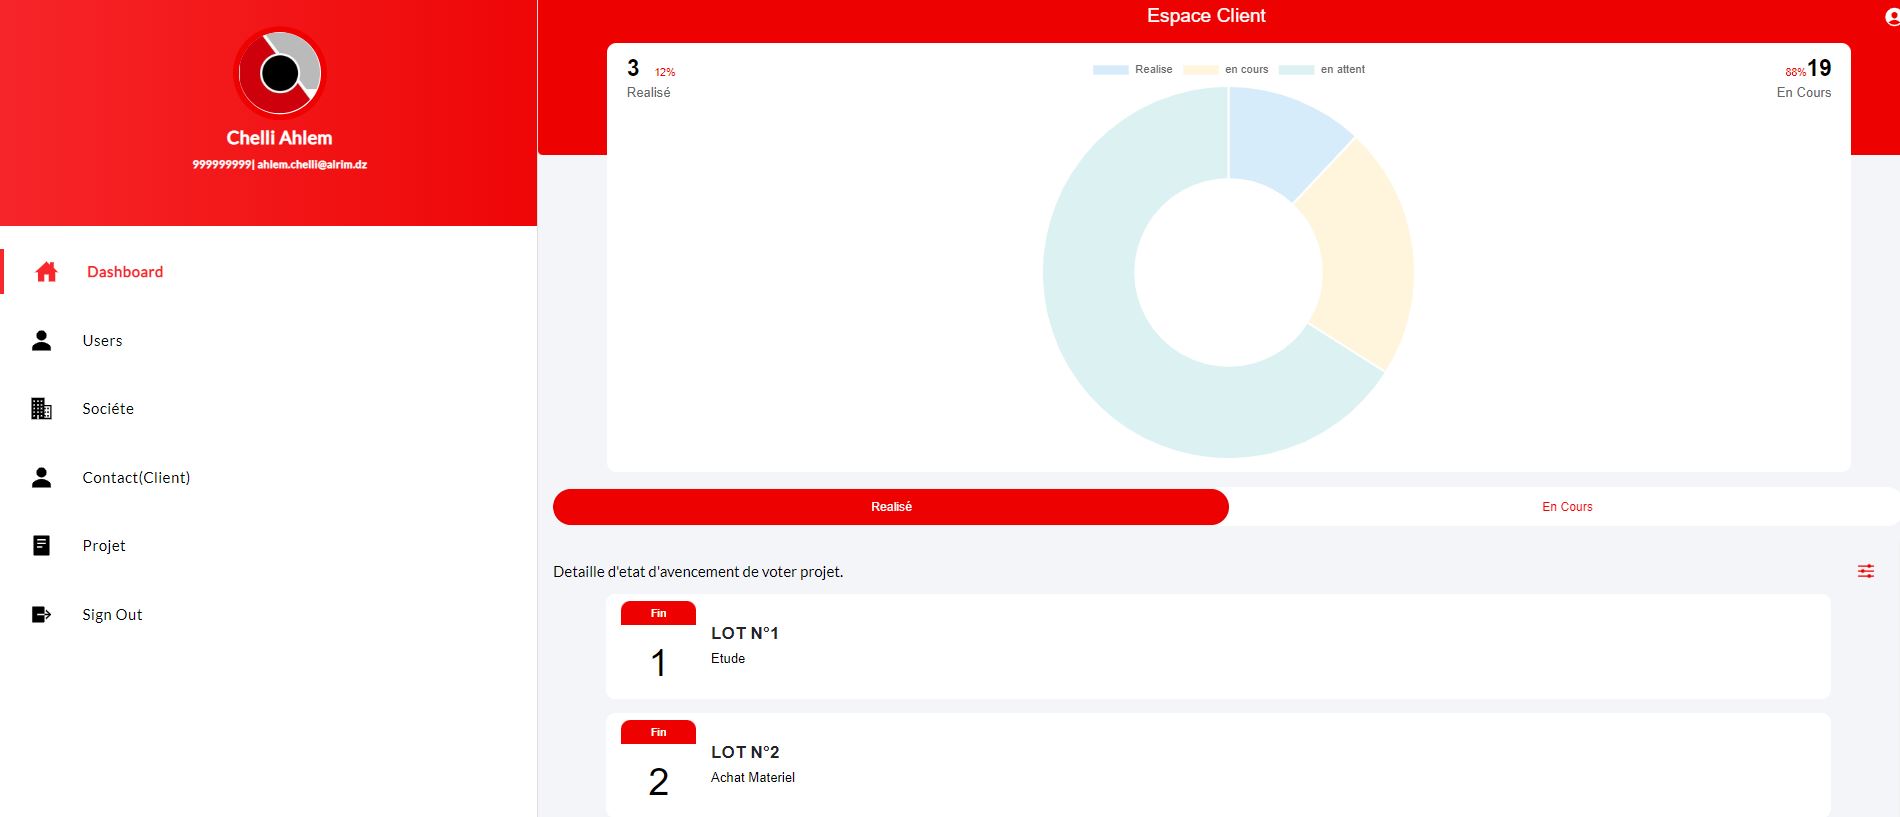 Chelli Ahlem
999999999| ahlem.chelli@alrim.dz
Dashboard
Users
Sociéte
Contact(Client)
Projet
Sign Out
Espace Client
3 12%
Realisé
Realise en cours en attent
88%19
En Cours
Realisé
En Cours
Detaille d'etat d'avencement de voter projet.
Fin
1
LOT N°1
Etude
Fin
2
LOT N°2
Achat Materiel